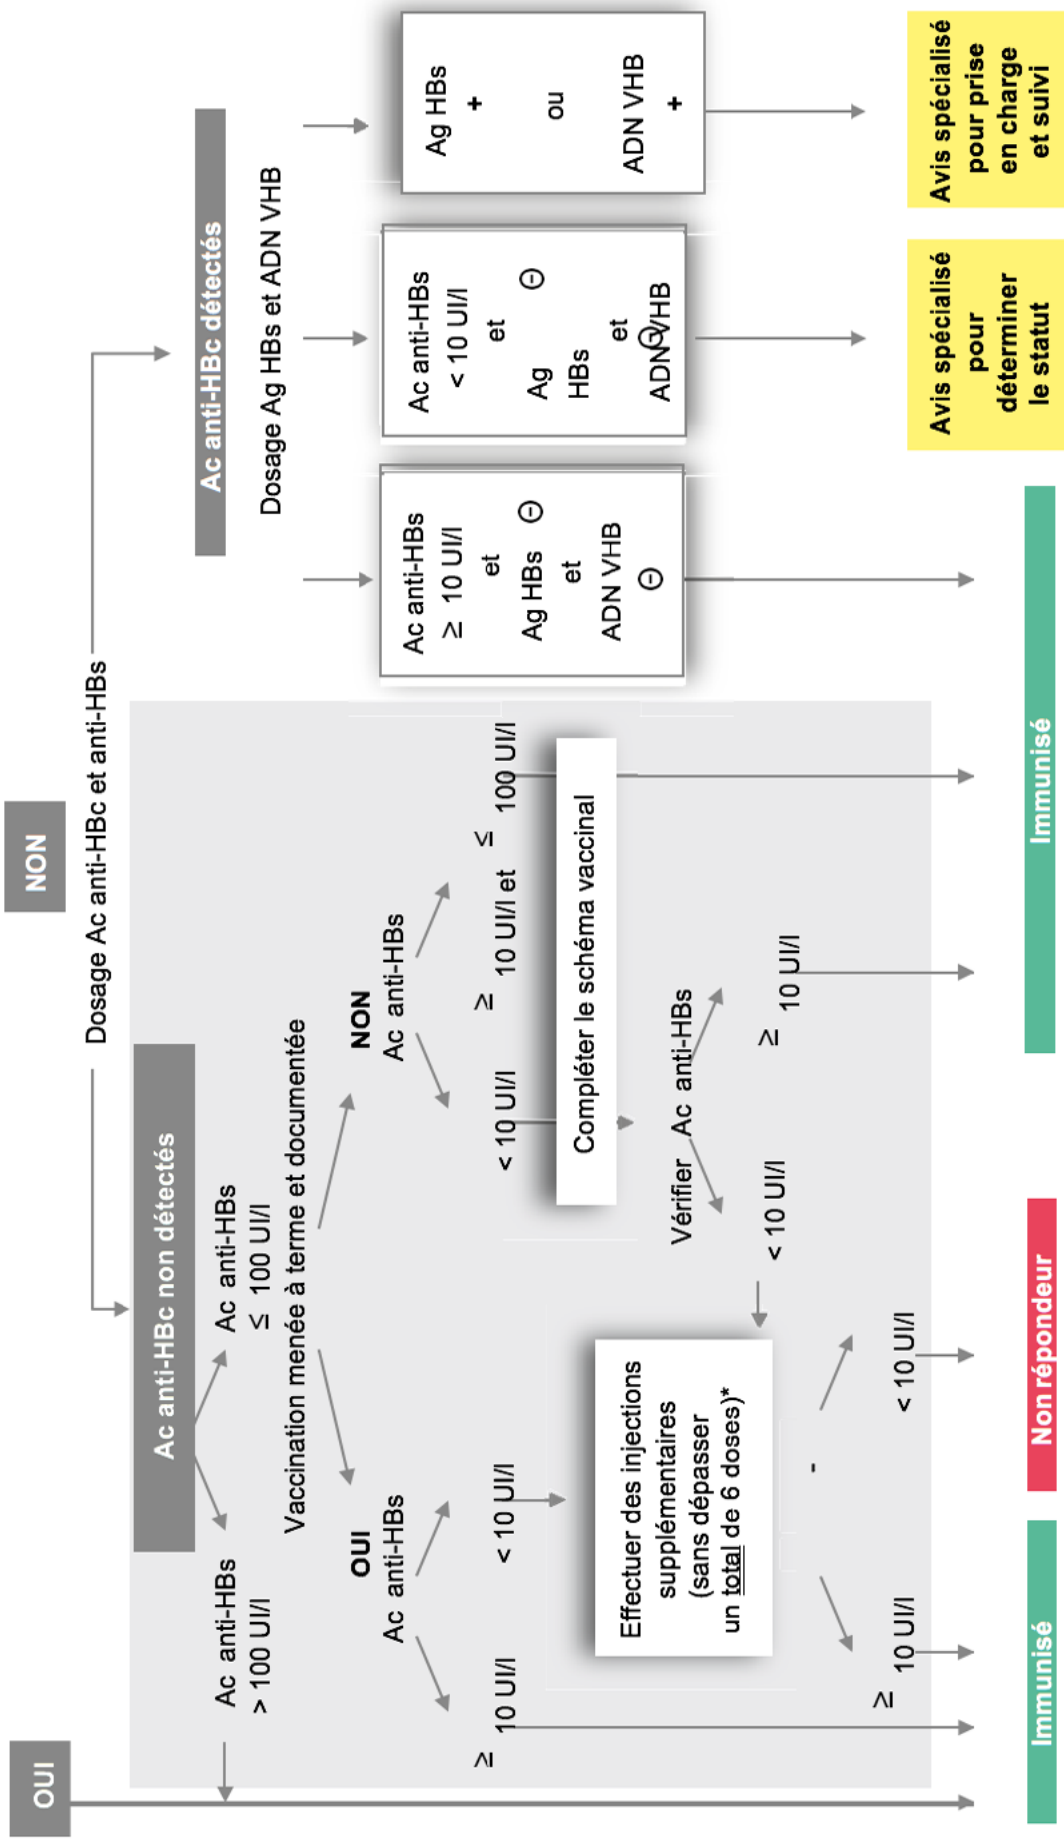 OUI
NON
Dosage Ac anti-HBc et anti-HBs
Ac anti-HBc non détectés
Ac anti-HBc détectés
Ac anti-HBs
> 100 UI/l
Ac anti-HBs
≤ 100 UI/l
Vaccination menée à terme et documentée
OUI
Ac anti-HBs
NON
Ac anti-HBs
≥ 10 UI/l
< 10 UI/l
< 10 UI/l
≥ 10 UI/l et
≤ 100 UI/l
Compléter le schéma vaccinal
Vérifier Ac anti-HBs
< 10 UI/l
≥ 10 UI/l
Effectuer des injections
supplémentaires
(sans dépasser
un total de 6 doses)*
-
≥ 10 UI/l
< 10 UI/l
Dosage Ag HBs et ADN VHB
Ac anti-HBs
≥ 10 UI/l
et
Ag HBs ⊖
et
ADN VHB
⊖
Ac anti-HBs
< 10 UI/l
et
Ag ⊖
HBs
et
ADN VHB ⊖
Ag HBs
+
ou
ADN VHB
+
Immunisé
Non répondeur
Immunisé
Avis spécialisé
pour
déterminer
le statut
Avis spécialisé
pour prise
en charge
et suivi